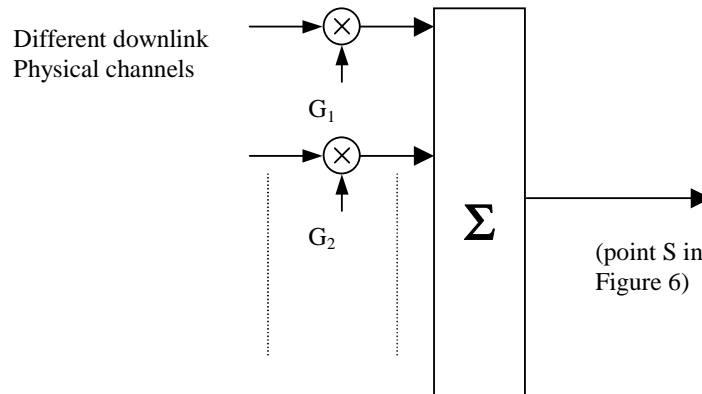 Different downlink
Physical channels
G₁
G₂
Σ
(point S in
Figure 6)